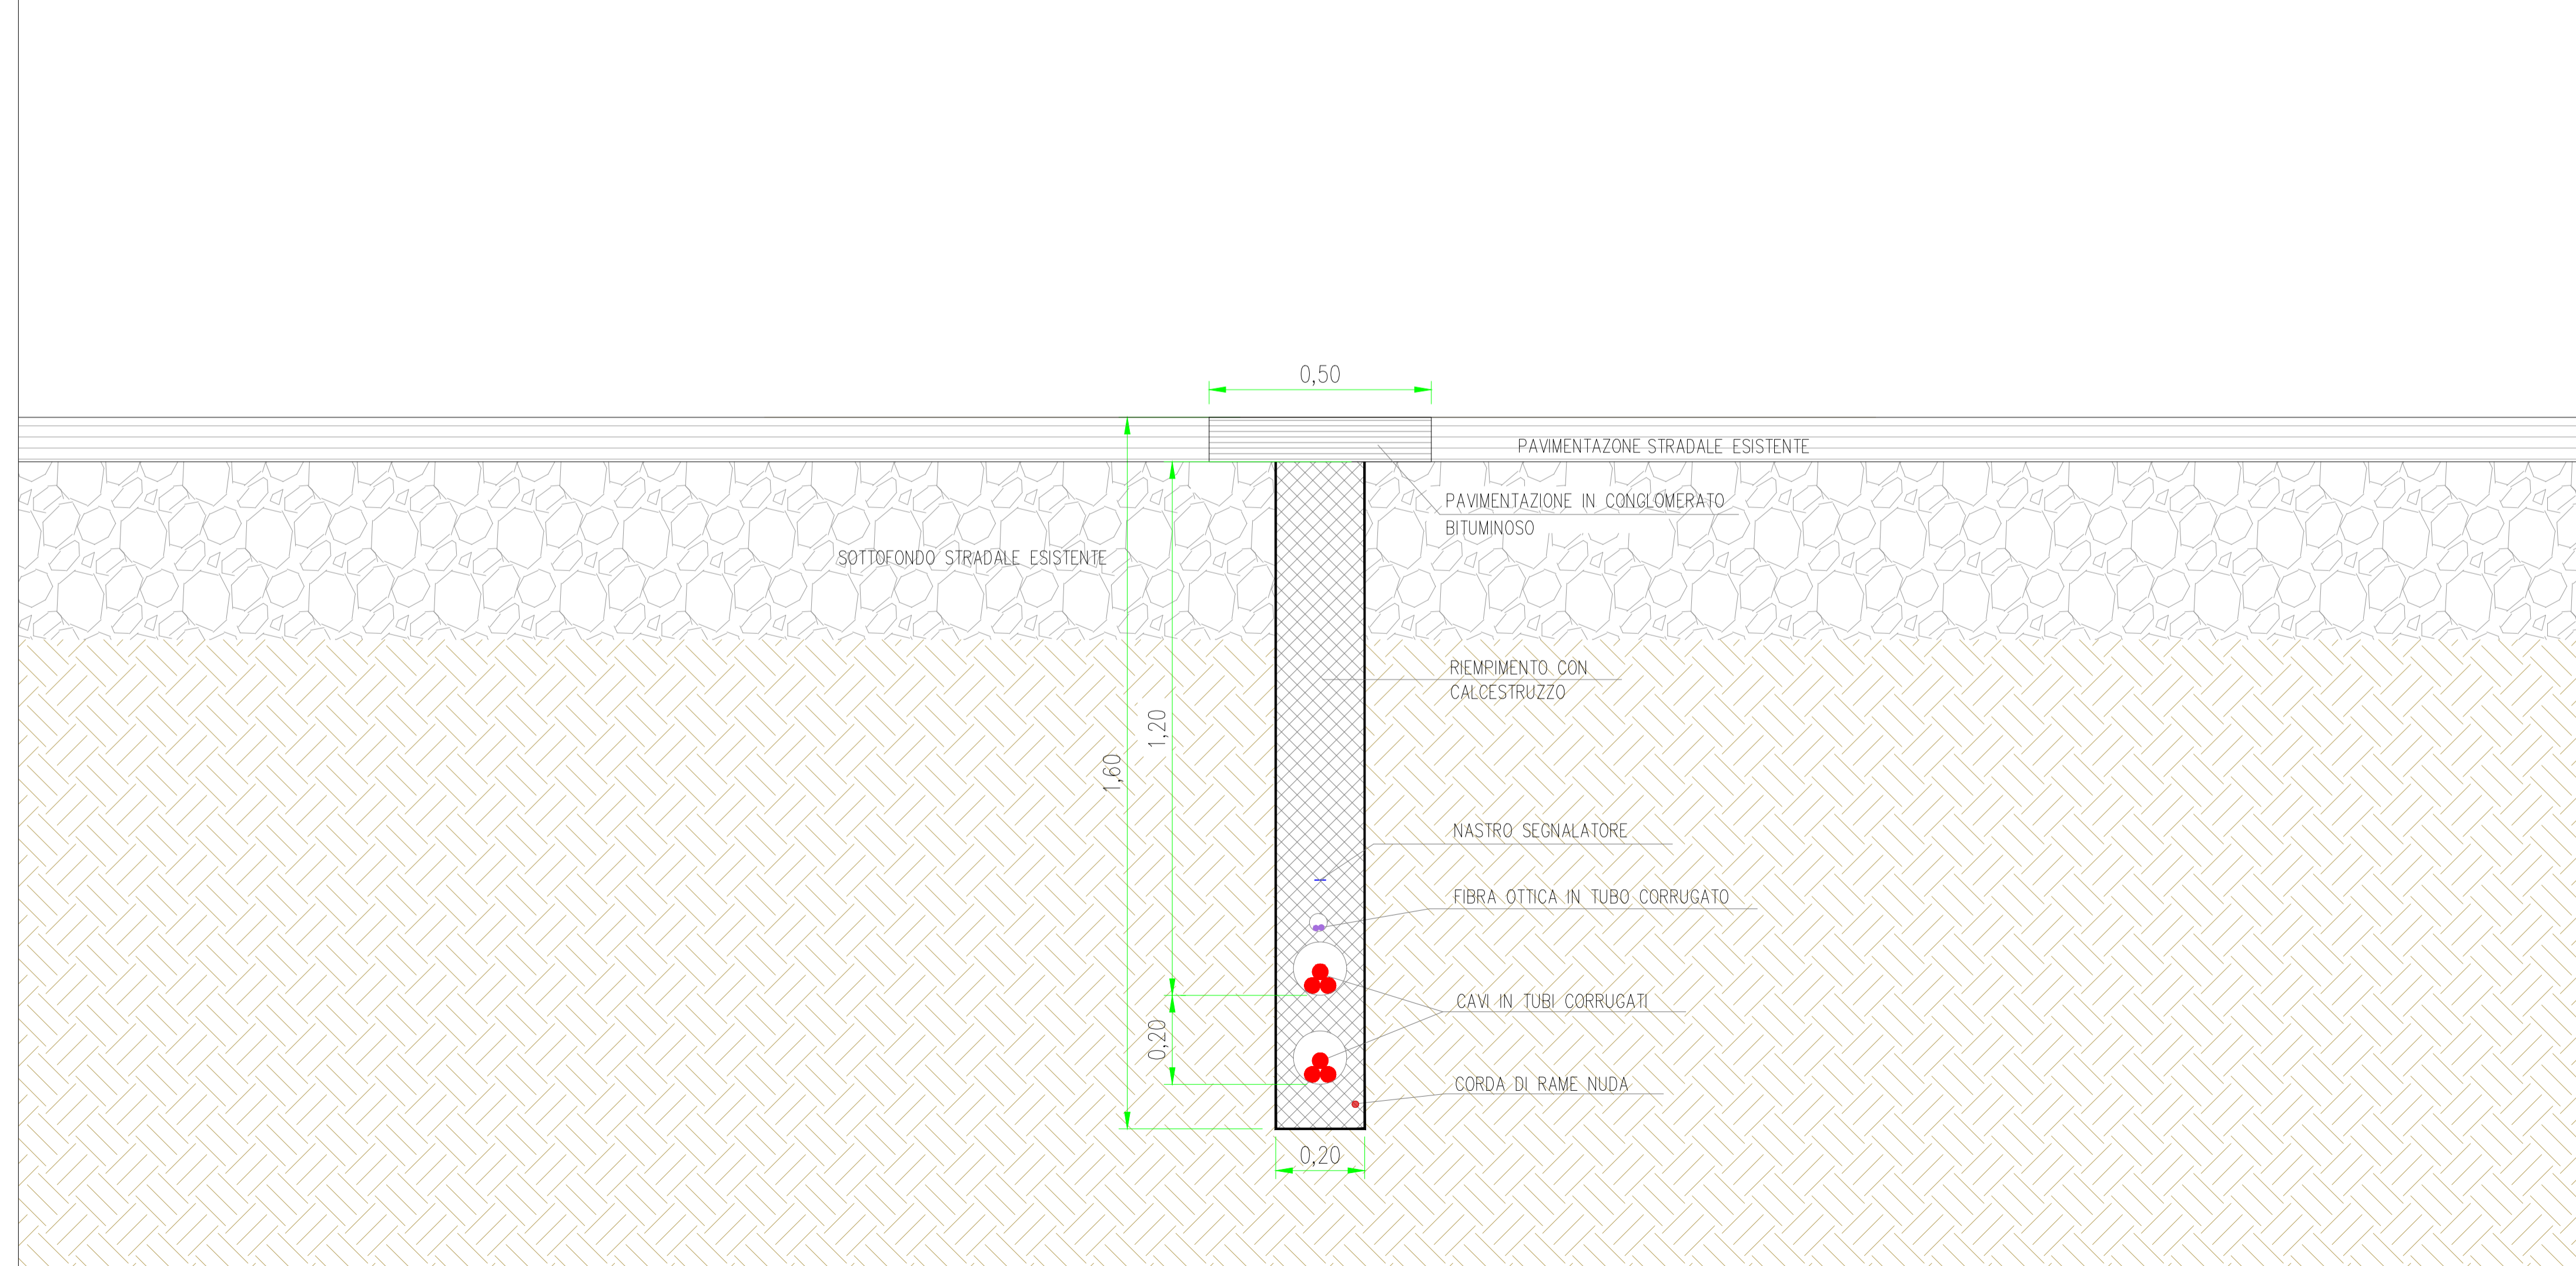 0,50
PAVIMENTAZONE STRADALE ESISTENTE
PAVIMENTAZIONE IN CONGLOMERATO
BITUMINOSO
SOTTOFONDO STRADALE ESISTENTE
RIEMPIMENTO CON
CALCESTRUZZO
1,20
1,60
NASTRO SEGNALATORE
FIBRA OTTICA IN TUBO CORRUGATO
CAVI IN TUBI CORRUGATI
0,20
CORDA DI RAME NUDA
0,20